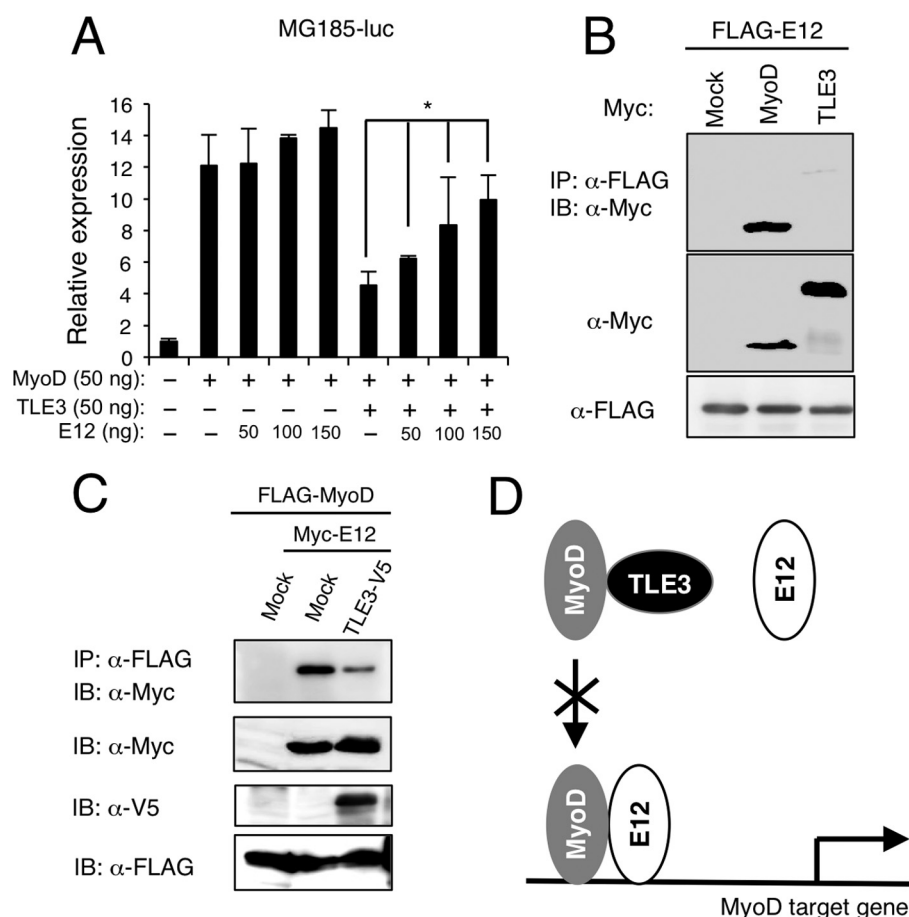 A
MG185-luc
Relative expression
16
14
12
10
8
6
4
2
0
*
MyoD (50 ng): – + + + + + + + +
TLE3 (50 ng): – – – – – + + + +
E12 (ng): – – 50 100 150 – 50 100 150
B
FLAG-E12
Myc: Mock MyoD TLE3
IP: α-FLAG
IB: α-Myc
α-Myc
α-FLAG
C
FLAG-MyoD
Myc-E12
Mock Mock TLE3-V5
IP: α-FLAG
IB: α-Myc
IB: α-Myc
IB: α-V5
IB: α-FLAG
D
MyoD TLE3 E12
MyoD E12
MyoD target gene